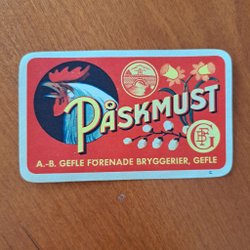 PÅSKMUST
A.-B. GEFLE FÖRENADE BRYGGERIER, GEFLE